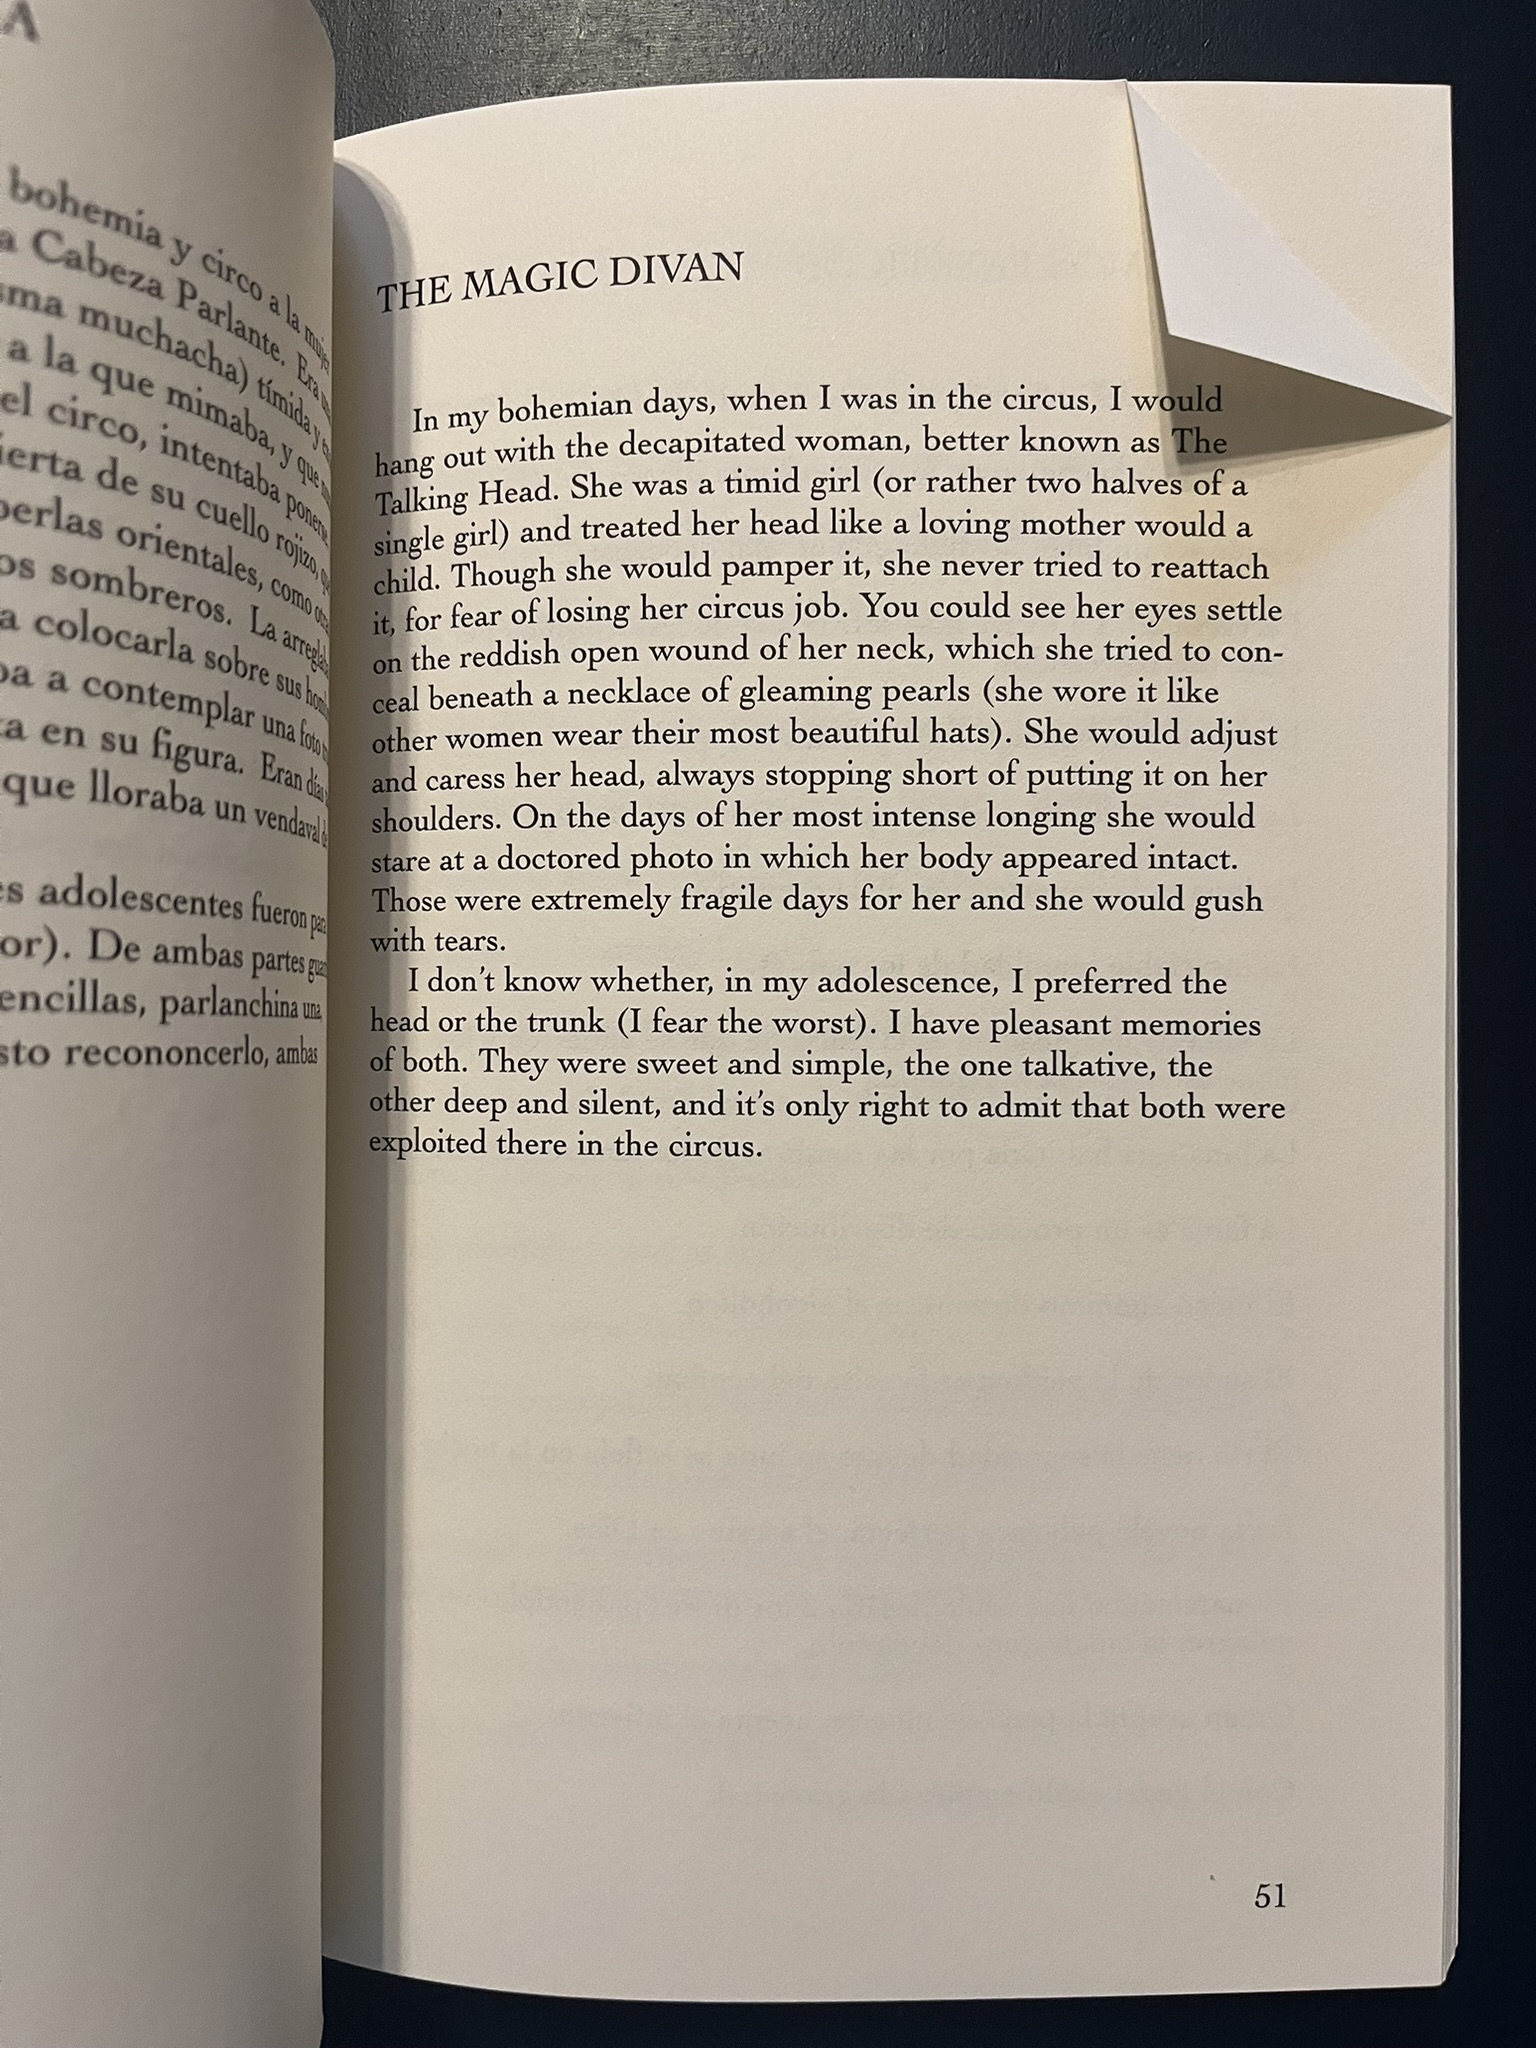 A
bohemia y circo a la mujer
a Cabeza Parlante. Era una
sma muchacha) tímida y
a la que mimaba, y que
el circo, intentaba ponerse
ierta de su cuello rojizo,
perlas orientales, como otra
os sombreros. La arreglaba
a colocarla sobre sus
ba a contemplar una foto
ta en su figura. Eran días
que lloraba un vendaval de
es adolescentes fueron para
or). De ambas partes
encillas, parlanchina una,
sto recononcerlo, ambas
THE MAGIC DIVAN
In my bohemian days, when I was in the circus, I would
hang out with the decapitated woman, better known as The
Talking Head. She was a timid girl (or rather two halves of a
single girl) and treated her head like a loving mother would a
child. Though she would pamper it, she never tried to reattach
it, for fear of losing her circus job. You could see her eyes settle
on the reddish open wound of her neck, which she tried to con-
ceal beneath a necklace of gleaming pearls (she wore it like
other women wear their most beautiful hats). She would adjust
and caress her head, always stopping short of putting it on her
shoulders. On the days of her most intense longing she would
stare at a doctored photo in which her body appeared intact.
Those were extremely fragile days for her and she would gush
with tears.
I don't know whether, in my adolescence, I preferred the
head or the trunk (I fear the worst). I have pleasant memories
of both. They were sweet and simple, the one talkative, the
other deep and silent, and it's only right to admit that both were
exploited there in the circus.
51